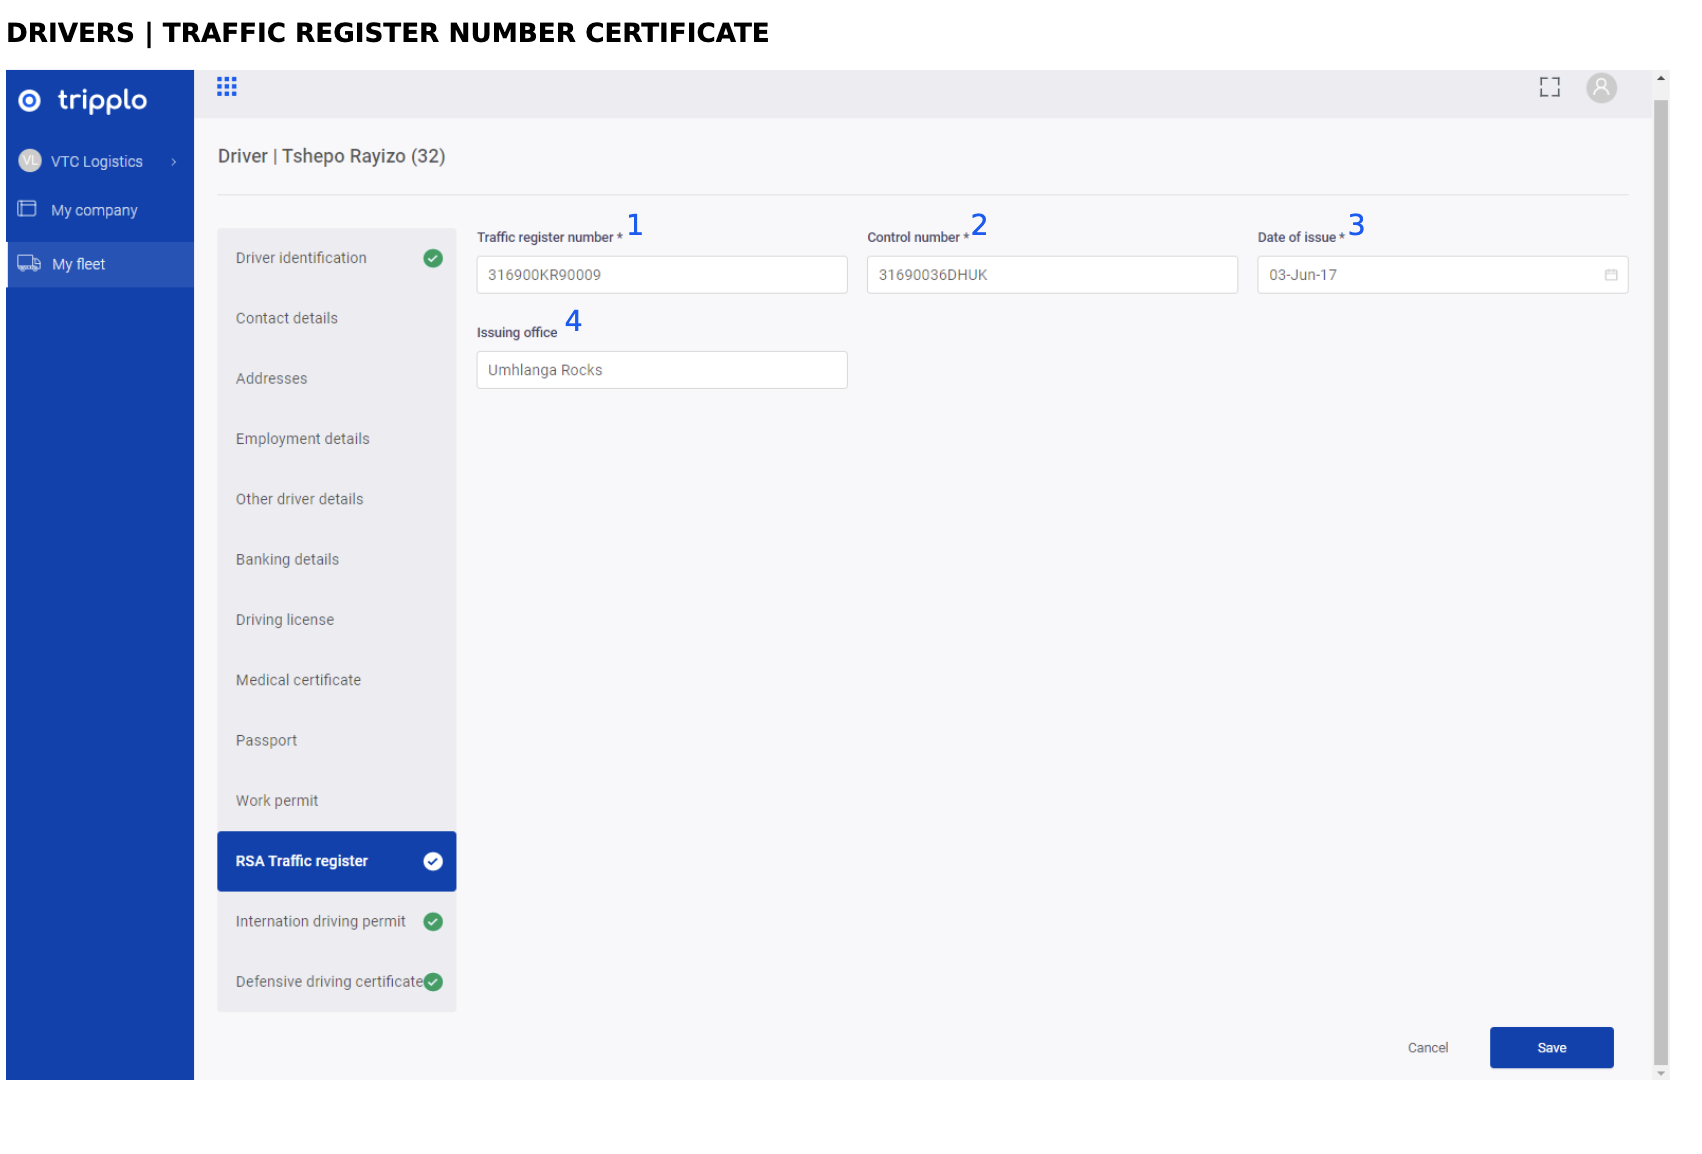 DRIVERS | TRAFFIC REGISTER NUMBER CERTIFICATE
tripplo
VL VTC Logistics
My company
My fleet
Driver | Tshepo Rayizo (32)
Driver identification
Contact details
Addresses
Employment details
Other driver details
Banking details
Driving license
Medical certificate
Passport
Work permit
RSA Traffic register
Internation driving permit
Defensive driving certificate
Traffic register number * 1
316900KR90009
Control number * 2
31690036DHUK
Date of issue * 3
03-Jun-17
Issuing office 4
Umhlanga Rocks
Cancel
Save